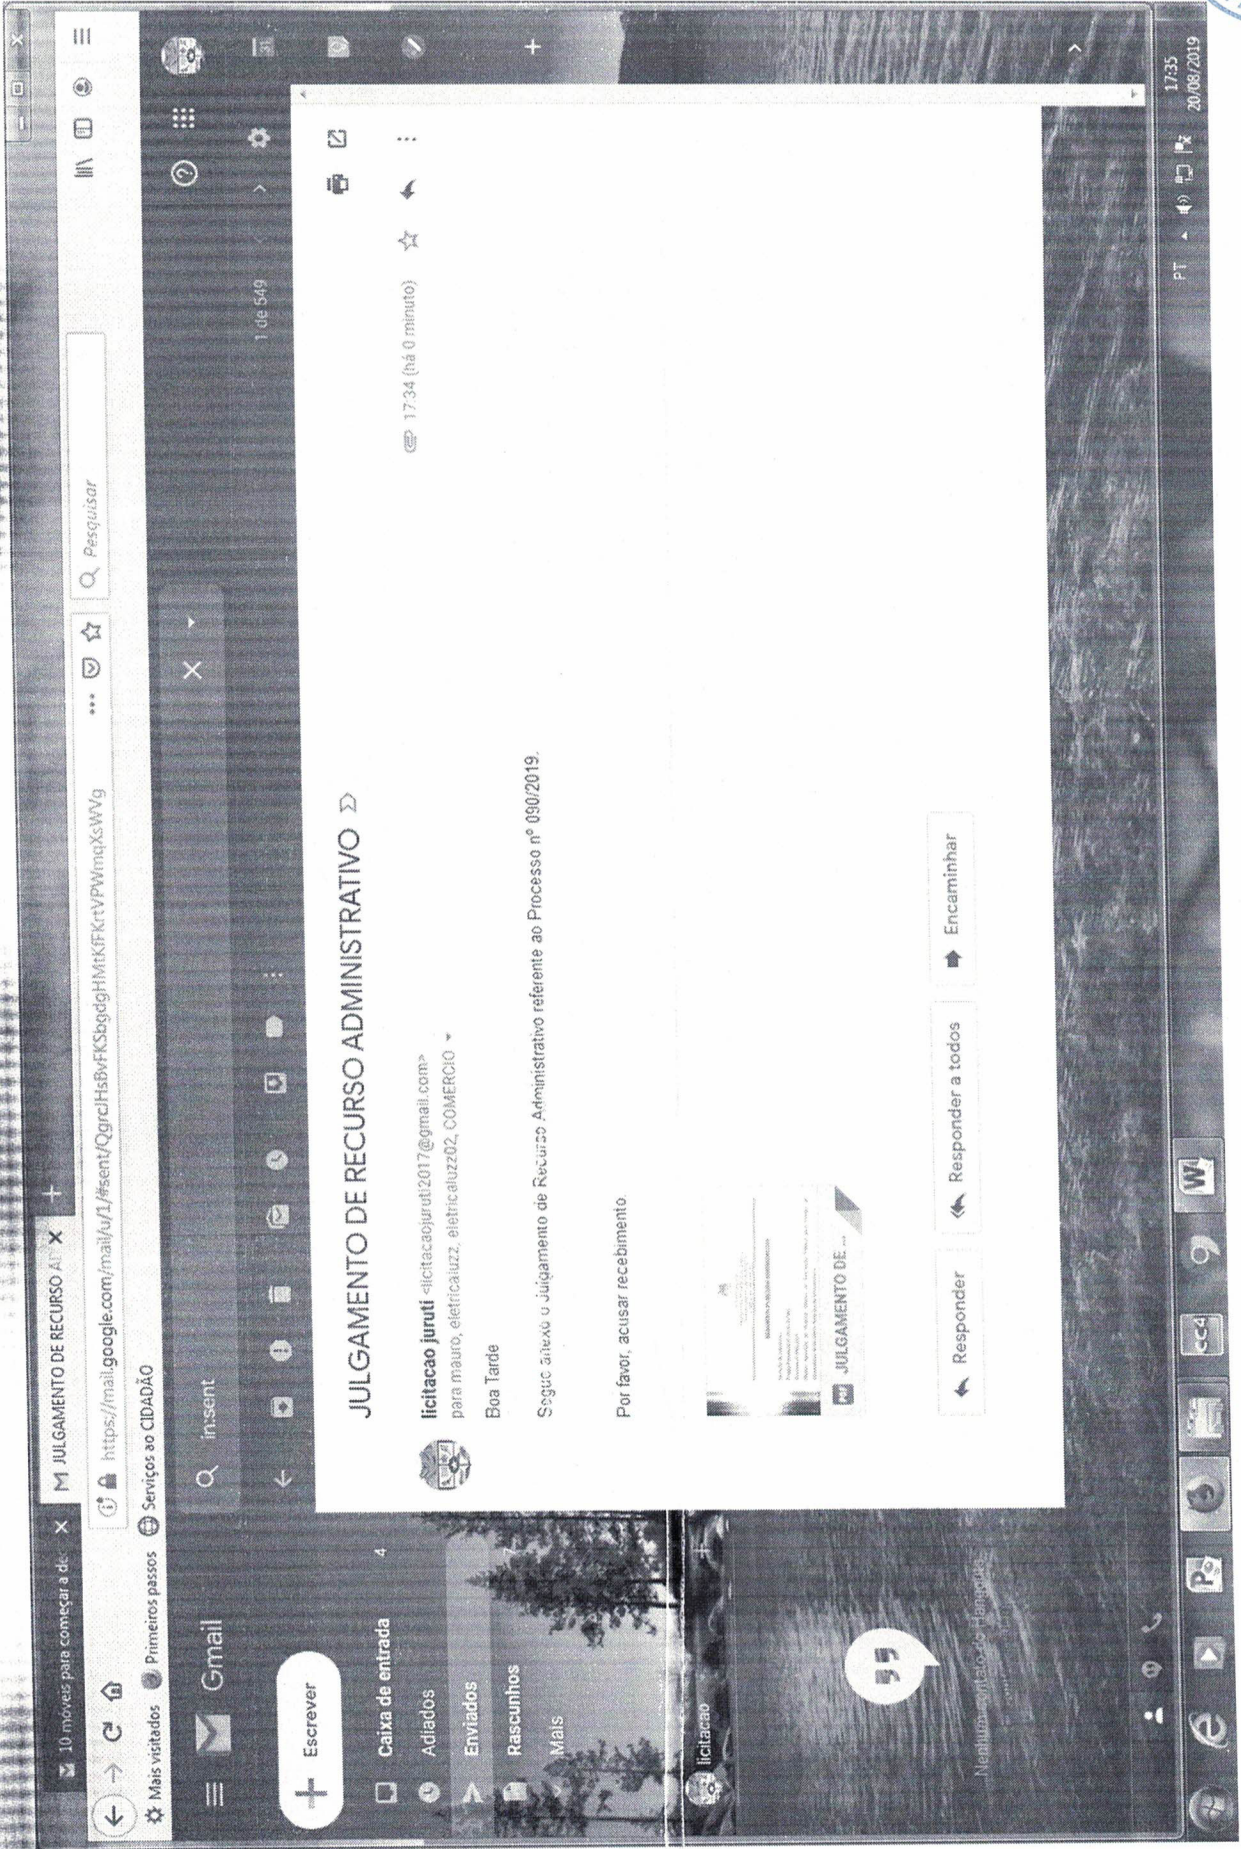 10 móveis para começar a de
JULGAMENTO DE RECURSO AD
https://mail.google.com/mail/u/1/#sent/QgrcJHsBvFKSbgdgHMtKfFKrtVPWmqXsWVg
Pesquisar
Mais visitados
Primeiros passos
Serviços ao CIDADÃO
Gmail
in:sent
1 de 549
Escrever
Caixa de entrada
4
Adiados
Enviados
Rascunhos
7
Mais
licitacao
Nenhum contato do Hangouts
JULGAMENTO DE RECURSO ADMINISTRATIVO
licitacao juruti <licitacaojuruti2017@gmail.com>
17:34 (há 0 minuto)
para mauro, eletricaluzz, eletricaluzz02, COMERCIO
Boa Tarde
Segue anexo o Julgamento de Recurso Administrativo referente ao Processo nº 090/2019.
Por favor, acusar recebimento.
PDF
JULGAMENTO DE ...
Responder
Responder a todos
Encaminhar
PT
17:35
20/08/2019